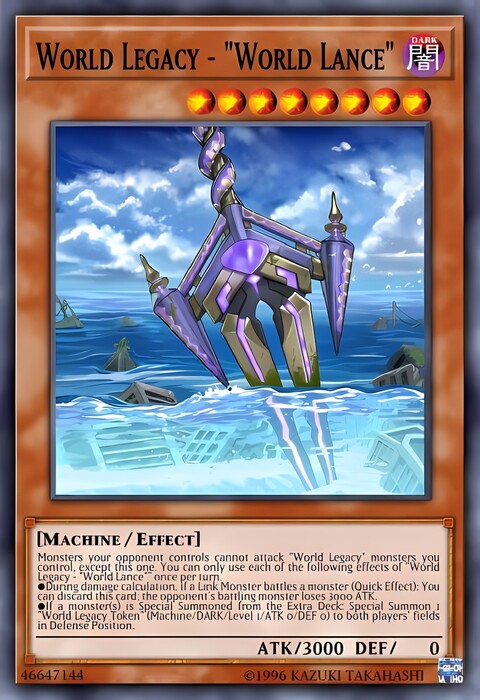 World Legacy - "World Lance"
DARK
闇
[Machine / Effect]
Monsters your opponent controls cannot attack "World Legacy" monsters you
control, except this one. You can only use each of the following effects of "World
Legacy - "World Lance"" once per turn.
●During damage calculation, if a Link Monster battles a monster (Quick Effect): You
can discard this card; the opponent's battling monster loses 3000 ATK.
●If a monster(s) is Special Summoned from the Extra Deck: Special Summon 1
"World Legacy Token" (Machine/DARK/Level 1/ATK 0/DEF 0) to both players' fields
in Defense Position.
ATK/3000 DEF/ 0
46647144 ©1996 KAZUKI TAKAHASHI